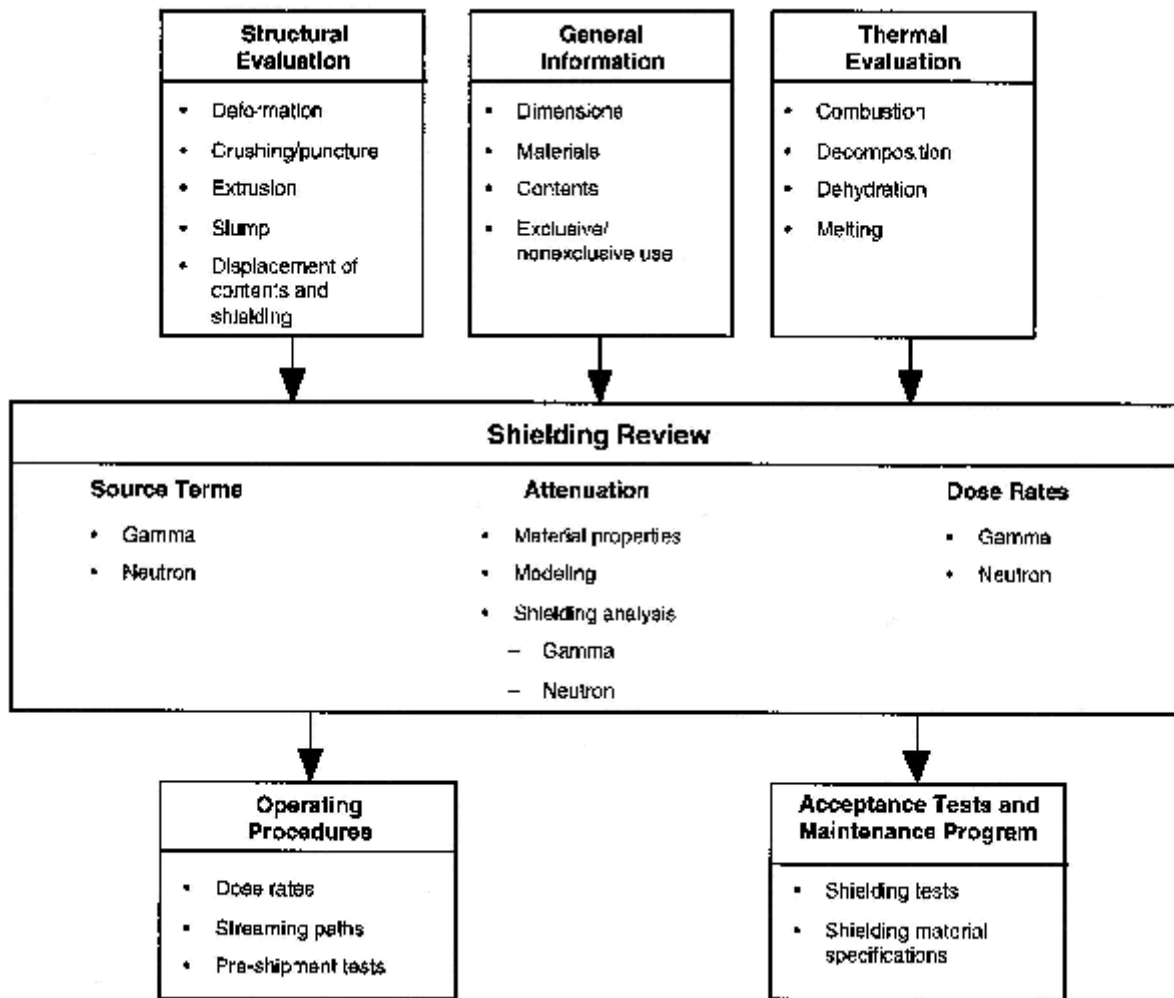 Structural
Evaluation
• Deformation
• Crushing/puncture
• Extrusion
• Slump
• Displacement of
contents and
shielding
General
Information
• Dimensions
• Materials
• Contents
• Exclusive/
nonexclusive use
Thermal
Evaluation
• Combustion
• Decomposition
• Dehydration
• Melting
Shielding Review
Source Terms
• Gamma
• Neutron
Attenuation
• Material properties
• Modeling
• Shielding analysis
– Gamma
– Neutron
Dose Rates
• Gamma
• Neutron
Operating
Procedures
• Dose rates
• Streaming paths
• Pre-shipment tests
Acceptance Tests and
Maintenance Program
• Shielding tests
• Shielding material
specifications